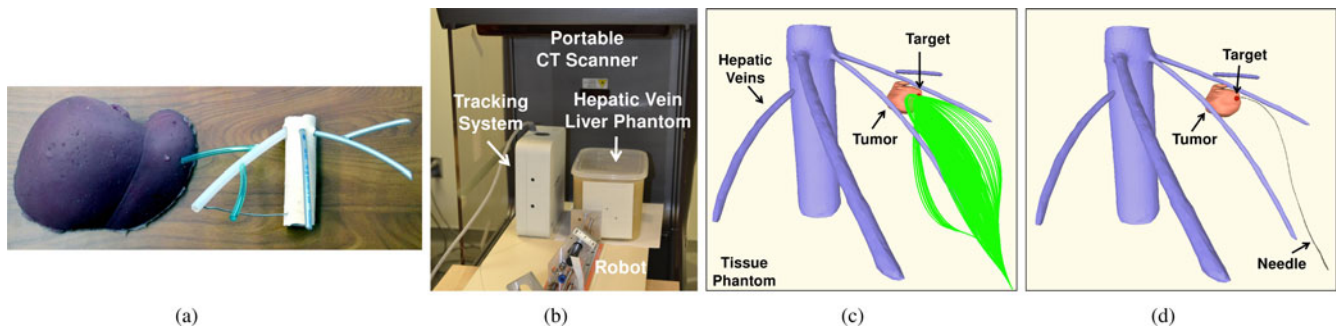 Portable
CT Scanner
Tracking
System
Hepatic Vein
Liver Phantom
Robot
Hepatic
Veins
Target
Tumor
Tissue
Phantom
Target
Tumor
Needle
(a)
(b)
(c)
(d)